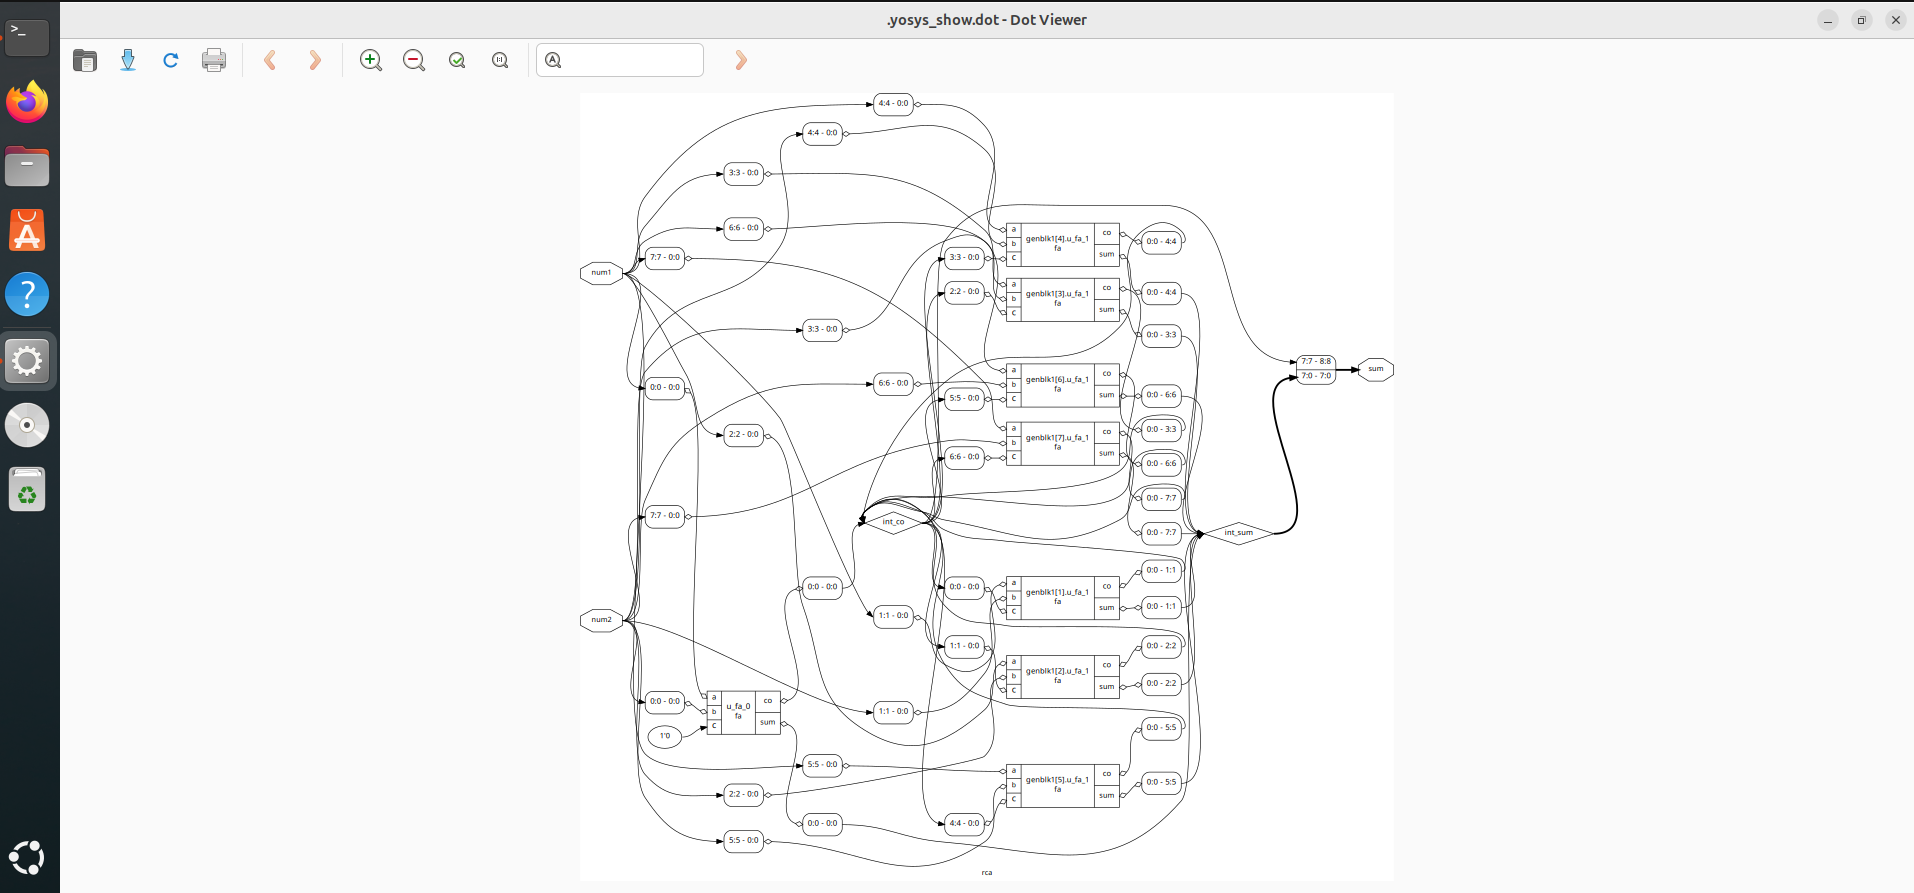 .yosys_show.dot - Dot Viewer
4:4 - 0:0
4:4 - 0:0
3:3 - 0:0
6:6 - 0:0
7:7 - 0:0
num1
3:3 - 0:0
0:0 - 0:0
6:6 - 0:0
2:2 - 0:0
7:7 - 0:0
num2
0:0 - 0:0
1:1 - 0:0
0:0 - 0:0
1'0
a
b
c
u_fa_0
fa
co
sum
1:1 - 0:0
5:5 - 0:0
2:2 - 0:0
0:0 - 0:0
5:5 - 0:0
int_co
3:3 - 0:0
2:2 - 0:0
5:5 - 0:0
6:6 - 0:0
0:0 - 0:0
1:1 - 0:0
4:4 - 0:0
a
b
c
genblk1[4].u_fa_1
fa
co
sum
a
b
c
genblk1[3].u_fa_1
fa
co
sum
a
b
c
genblk1[6].u_fa_1
fa
co
sum
a
b
c
genblk1[7].u_fa_1
fa
co
sum
a
b
c
genblk1[1].u_fa_1
fa
co
sum
a
b
c
genblk1[2].u_fa_1
fa
co
sum
a
b
c
genblk1[5].u_fa_1
fa
co
sum
0:0 - 4:4
0:0 - 4:4
0:0 - 3:3
0:0 - 6:6
0:0 - 3:3
0:0 - 6:6
0:0 - 7:7
0:0 - 7:7
0:0 - 1:1
0:0 - 1:1
0:0 - 2:2
0:0 - 2:2
0:0 - 5:5
0:0 - 5:5
int_sum
7:7 - 8:8
7:0 - 7:0
sum
rca